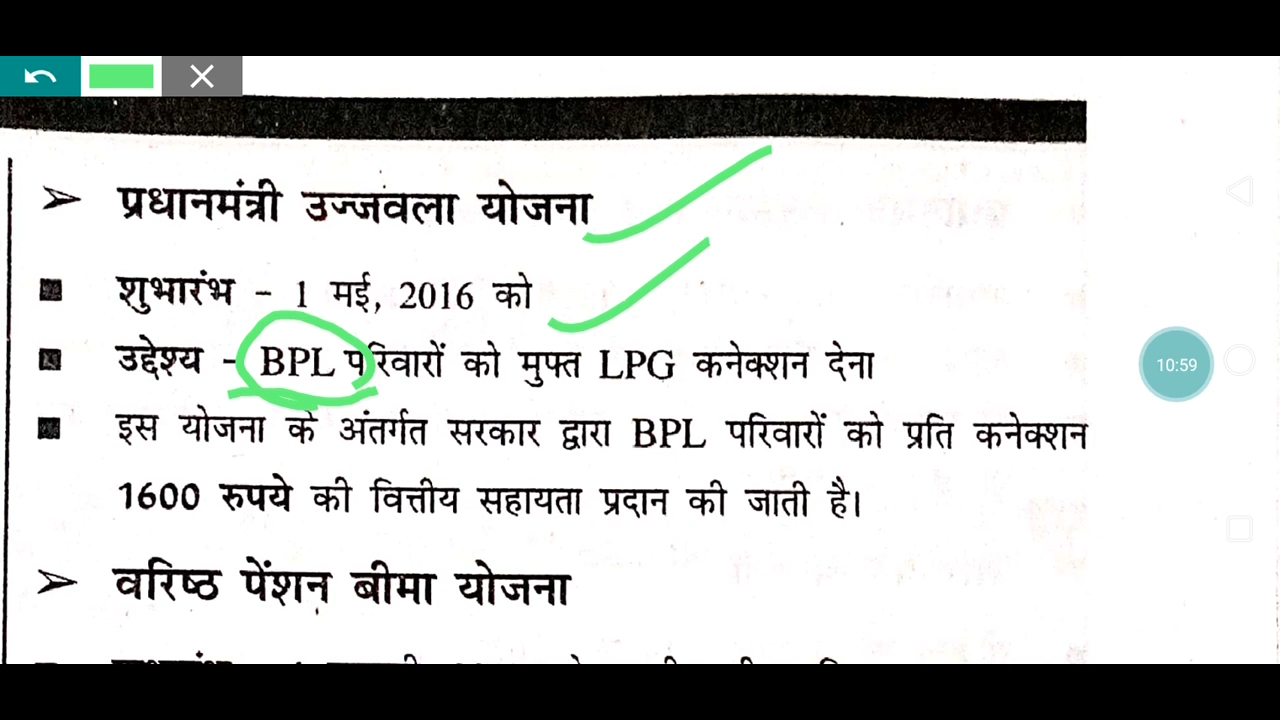 ➢ प्रधानमंत्री उज्जवला योजना
■ शुभारंभ - 1 मई, 2016 को
■ उद्देश्य - BPL परिवारों को मुफ्त LPG कनेक्शन देना
10:59
■ इस योजना के अंतर्गत सरकार द्वारा BPL परिवारों को प्रति कनेक्शन
1600 रुपये की वित्तीय सहायता प्रदान की जाती है।
➢ वरिष्ठ पेंशन बीमा योजना